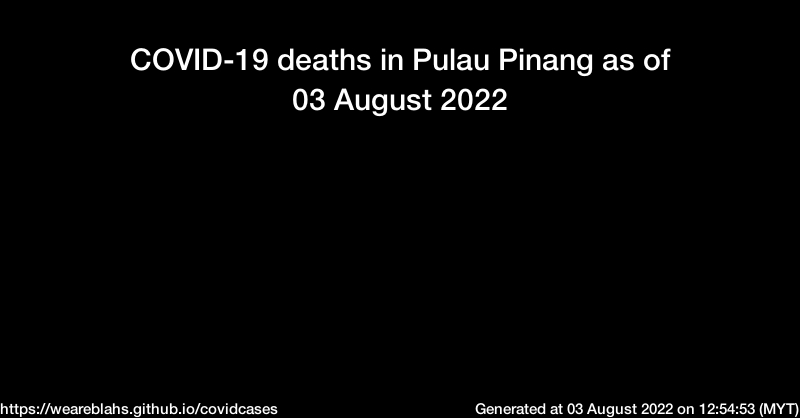 COVID-19 deaths in Pulau Pinang as of
03 August 2022
https://weareblahs.github.io/covidcases
Generated at 03 August 2022 on 12:54:53 (MYT)